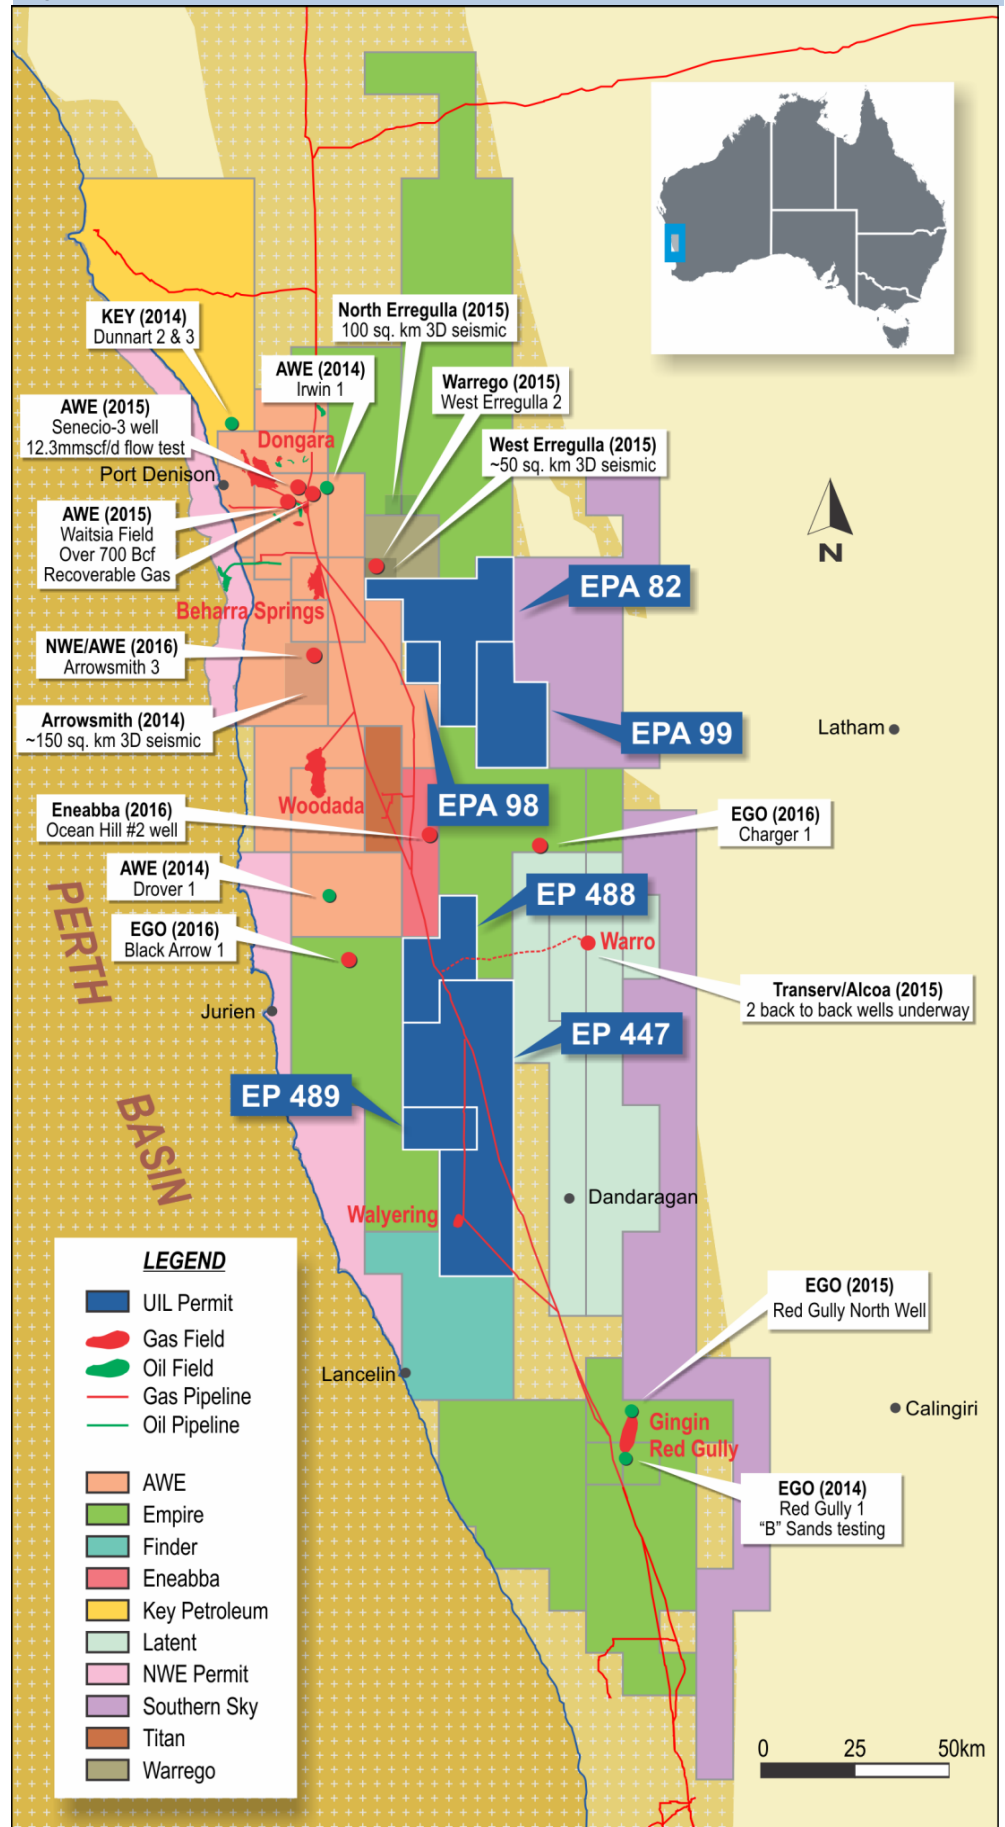 KEY (2014)
Dunnart 2 & 3
North Erregulla (2015)
100 sq. km 3D seismic
AWE (2014)
Irwin 1
Warrego (2015)
West Erregulla 2
AWE (2015)
Senecio-3 well
12.3mmscf/d flow test
West Erregulla (2015)
~50 sq. km 3D seismic
Dongara
Port Denison
AWE (2015)
Waitsia Field
Over 700 Bcf
Recoverable Gas
N
EPA 82
Beharra Springs
NWE/AWE (2016)
Arrowsmith 3
Arrowsmith (2014)
~150 sq. km 3D seismic
EPA 99
Latham
Woodada
EPA 98
Eneabba (2016)
Ocean Hill #2 well
EGO (2016)
Charger 1
AWE (2014)
Drover 1
EP 488
EGO (2016)
Black Arrow 1
Warro
PERTH
BASIN
Transerv/Alcoa (2015)
2 back to back wells underway
Jurien
EP 447
EP 489
Dandaragan
Walyering
LEGEND
UIL Permit
Gas Field
Oil Field
Gas Pipeline
Oil Pipeline
AWE
Empire
Finder
Eneabba
Key Petroleum
Latent
NWE Permit
Southern Sky
Titan
Warrego
EGO (2015)
Red Gully North Well
Lancelin
Calingiri
Gingin
Red Gully
EGO (2014)
Red Gully 1
“B” Sands testing
0 25 50km